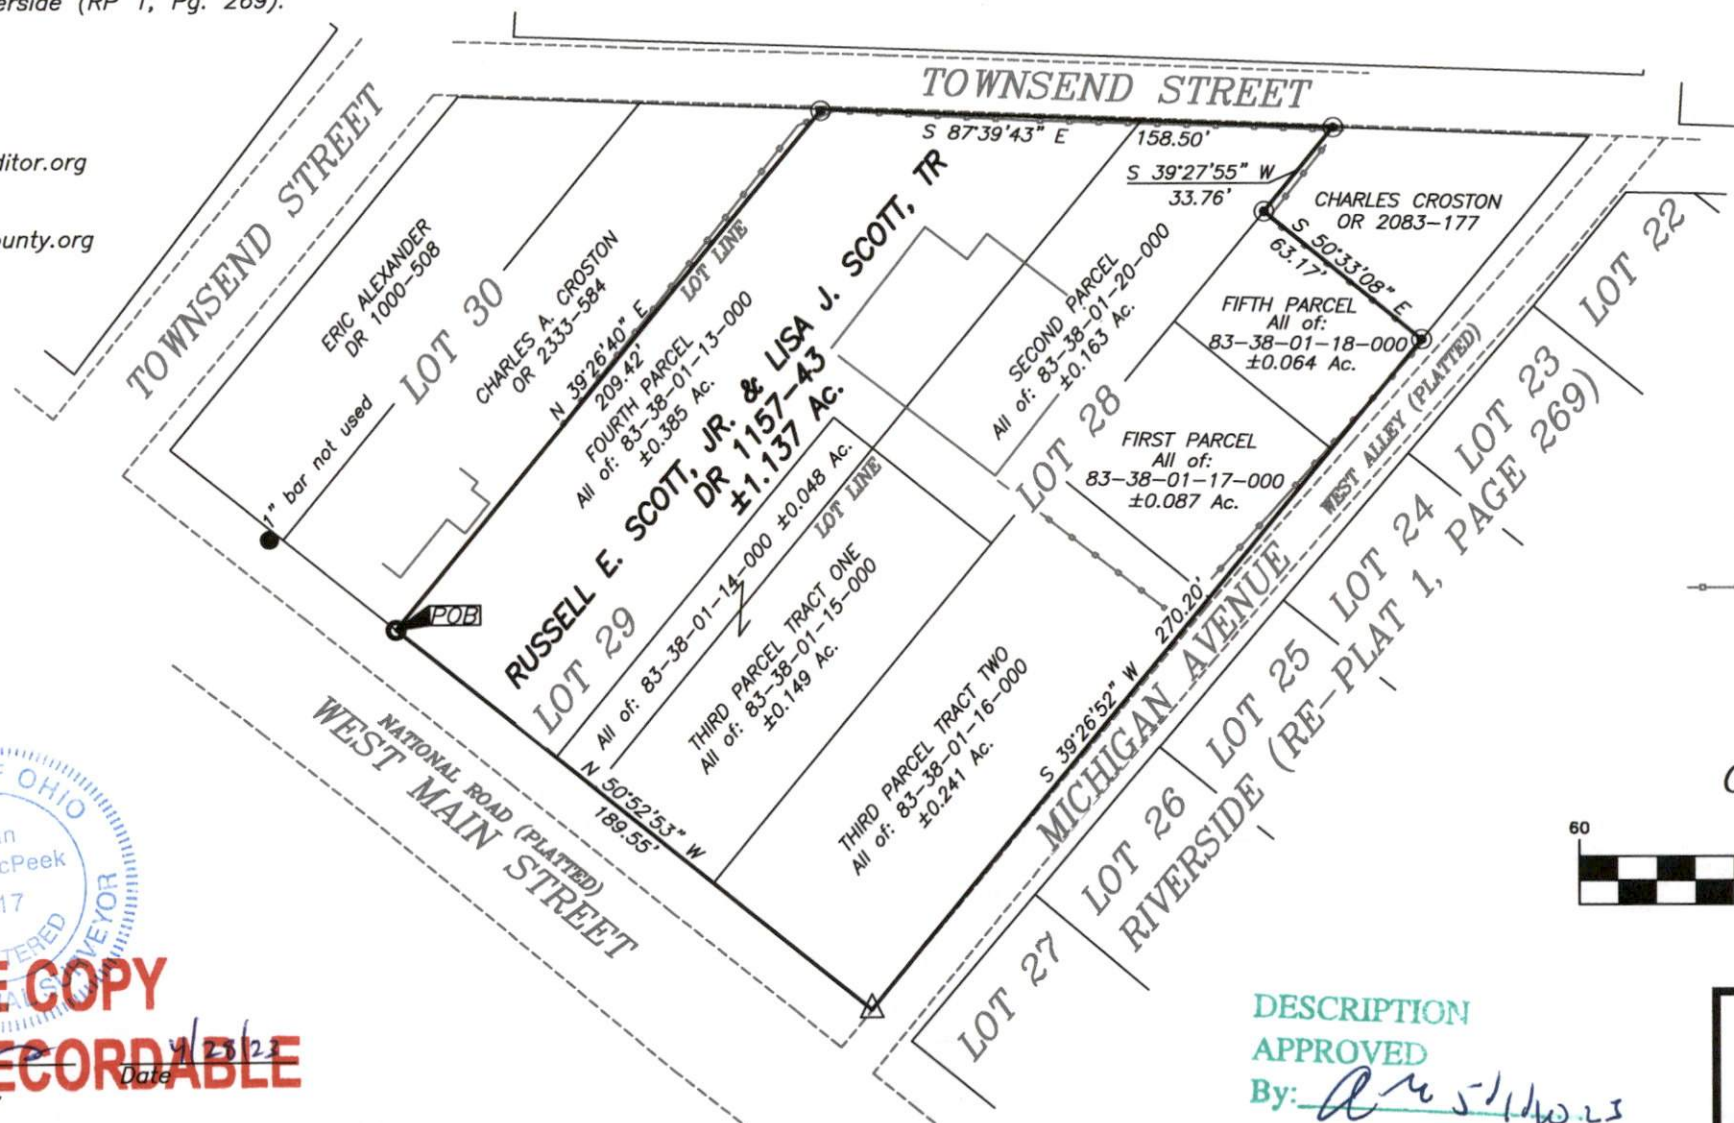 (RP 1, Pg. 269).
TOWNSEND STREET
TOWNSEND STREET
S 87°39'43" E
158.50'
S 39°27'55" W
33.76'
CHARLES CROSTON
OR 2083-177
S 50°33'08" E
63.17'
LOT 22
ERIC ALEXANDER
DR 1000-508
LOT 30
CHARLES A. CROSTON
OR 2333-584
1" bar not used
N 39°26'40" E
209.42'
LOT LINE
FOURTH PARCEL
All of: 83-38-01-13-000
±0.385 Ac.
RUSSELL E. SCOTT, JR. & LISA J. SCOTT, TR
DR 1157-43
±1.137 Ac.
SECOND PARCEL
All of: 83-38-01-20-000
±0.163 Ac.
LOT 28
FIFTH PARCEL
All of:
83-38-01-18-000
±0.064 Ac.
FIRST PARCEL
All of:
83-38-01-17-000
±0.087 Ac.
WEST ALLEY (PLATTED)
MICHIGAN AVENUE
LOT 23
LOT 24
LOT 25
LOT 26
LOT 27
RIVERSIDE (RE-PLAT 1, PAGE 269)
POB
LOT 29
All of: 83-38-01-14-000 ±0.048 Ac.
LOT LINE
THIRD PARCEL TRACT ONE
All of: 83-38-01-15-000
±0.149 Ac.
THIRD PARCEL TRACT TWO
All of: 83-38-01-16-000
±0.241 Ac.
270.20'
S 39°26'52" W
N 50°52'53" W
189.55'
NATIONAL ROAD (PLATTED)
WEST MAIN STREET
60
OHIO
SURVEYOR
COPY
4/28/23
Date
DESCRIPTION
APPROVED
By: